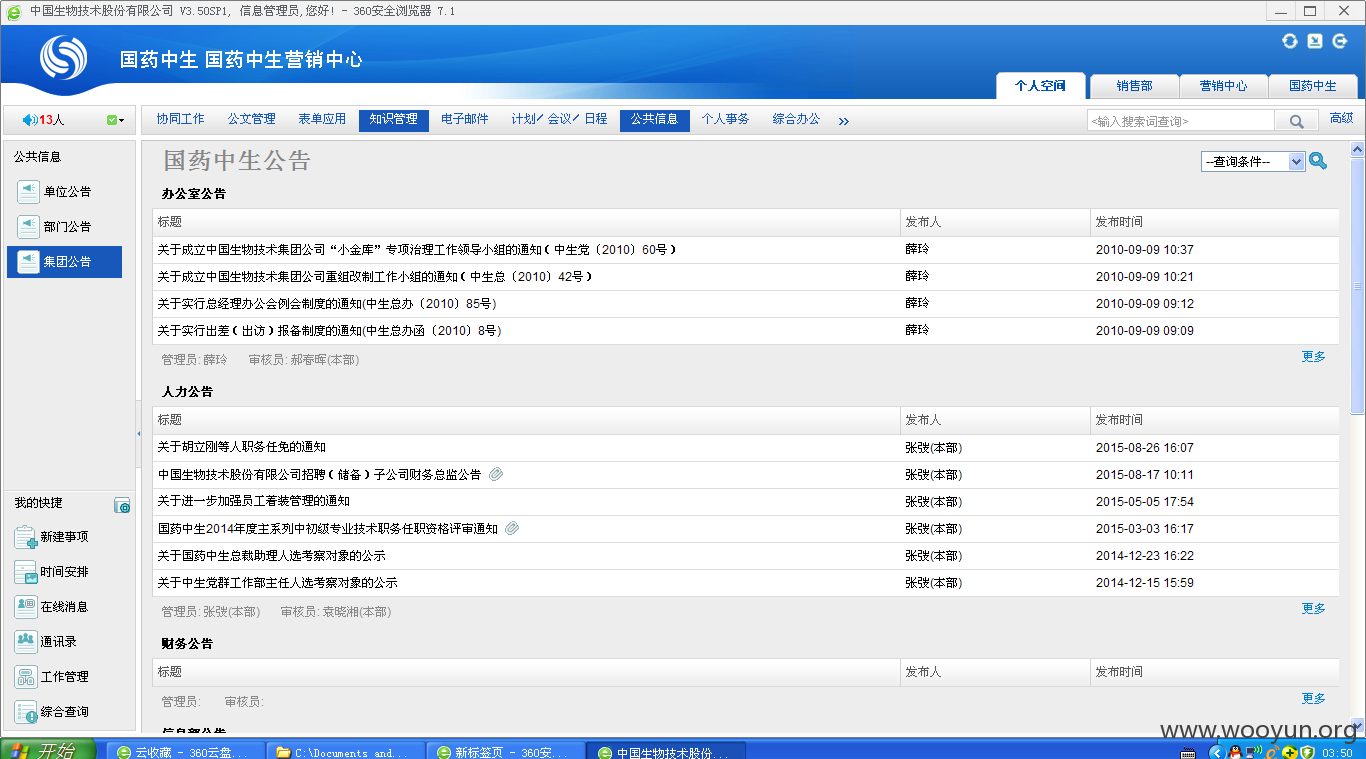 中国生物技术股份有限公司 V3.50SP1, 信息管理员,您好! - 360安全浏览器 7.1
国药中生 国药中生营销中心
个人空间 销售部 营销中心 国药中生
13人 协同工作 公文管理 表单应用 知识管理 电子邮件 计划/会议/日程 公共信息 个人事务 综合办公 >> <输入搜索词查询> 高级
公共信息
单位公告
部门公告
集团公告
国药中生公告 --查询条件--
办公室公告
标题 发布人 发布时间
关于成立中国生物技术集团公司“小金库”专项治理工作领导小组的通知(中生党〔2010〕60号) 薛玲 2010-09-09 10:37
关于成立中国生物技术集团公司重组改制工作小组的通知(中生总〔2010〕42号) 薛玲 2010-09-09 10:21
关于实行总经理办公会例会制度的通知(中生总办〔2010〕85号) 薛玲 2010-09-09 09:12
关于实行出差(出访)报备制度的通知(中生总办函〔2010〕8号) 薛玲 2010-09-09 09:09
管理员: 薛玲 审核员: 郝春晖(本部) 更多
人力公告
标题 发布人 发布时间
关于胡立刚等人职务任免的通知 张弢(本部) 2015-08-26 16:07
中国生物技术股份有限公司招聘(储备)子公司财务总监公告 张弢(本部) 2015-08-17 10:11
关于进一步加强员工着装管理的通知 张弢(本部) 2015-05-05 17:54
国药中生2014年度主系列中初级专业技术职务任职资格评审通知 张弢(本部) 2015-03-03 16:17
关于国药中生总裁助理人选考察对象的公示 张弢(本部) 2014-12-23 16:22
关于中生党群工作部主任人选考察对象的公示 张弢(本部) 2014-12-15 15:59
管理员: 张弢(本部) 审核员: 袁晓湘(本部) 更多
财务公告
标题 发布人 发布时间
管理员: 审核员: 更多
信息部公告
我的快捷
新建事项
时间安排
在线消息
通讯录
工作管理
综合查询
www.wooyun.org
开始 云收藏 - 360云盘... C:\Documents and... 新标签页 - 360安... 中国生物技术股份... 03:50